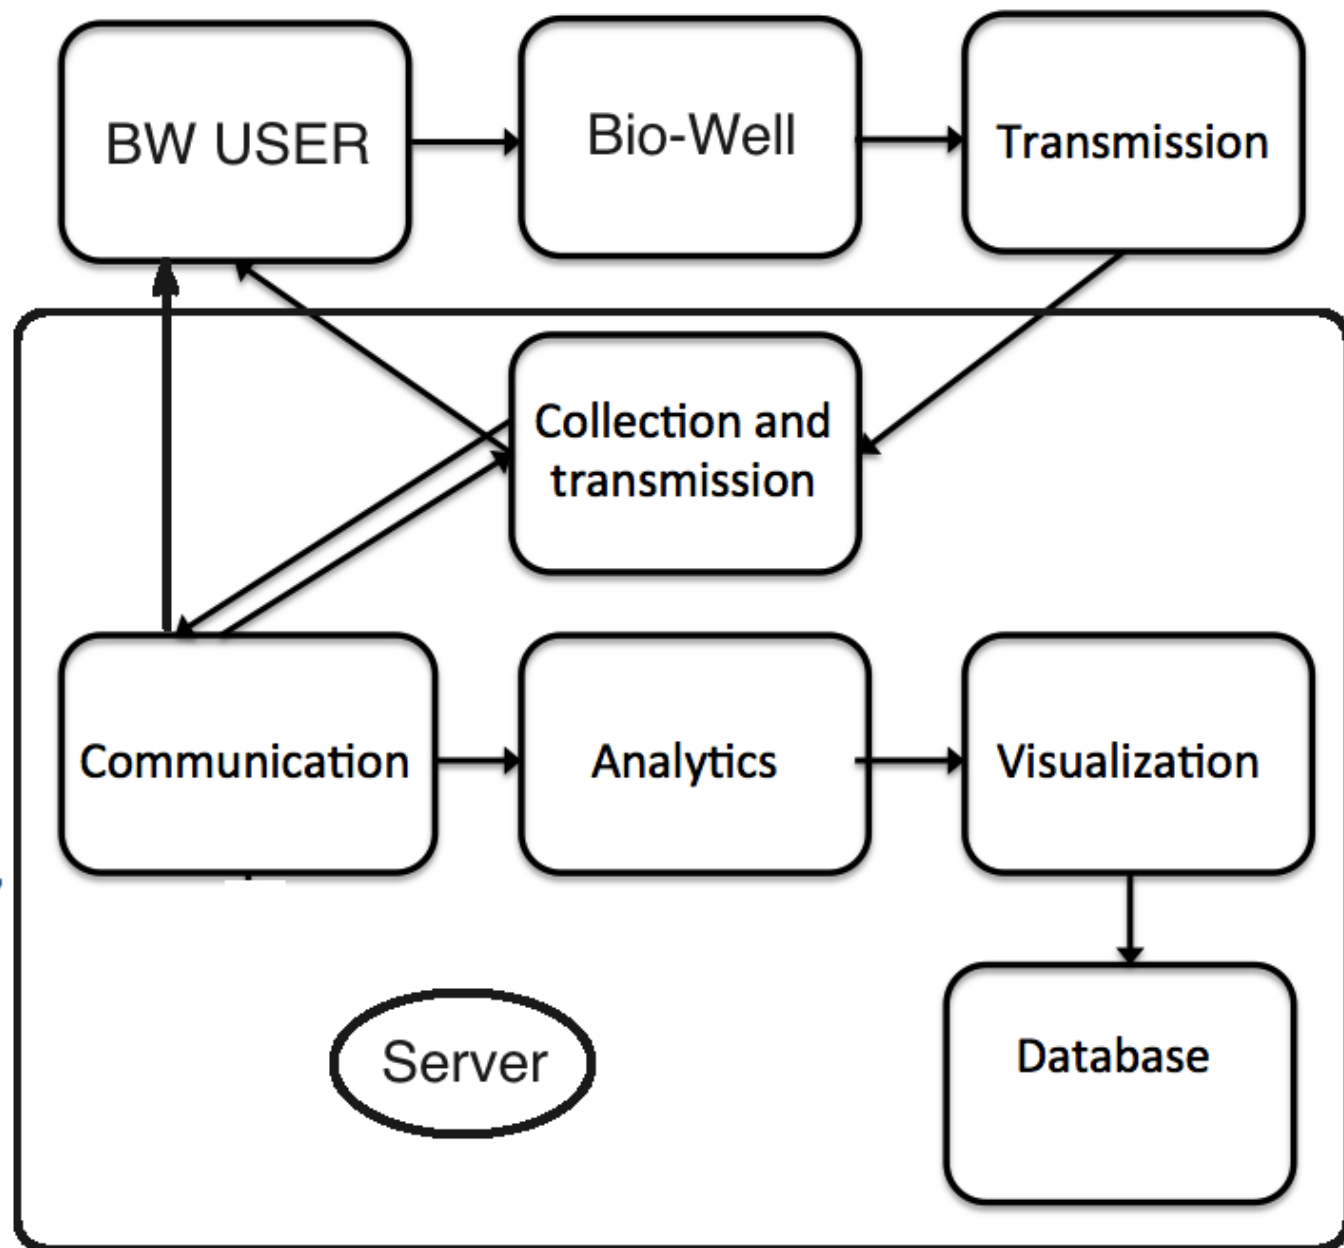 BW USER
Bio-Well
Transmission
Collection and
transmission
Communication
Analytics
Visualization
Server
Database